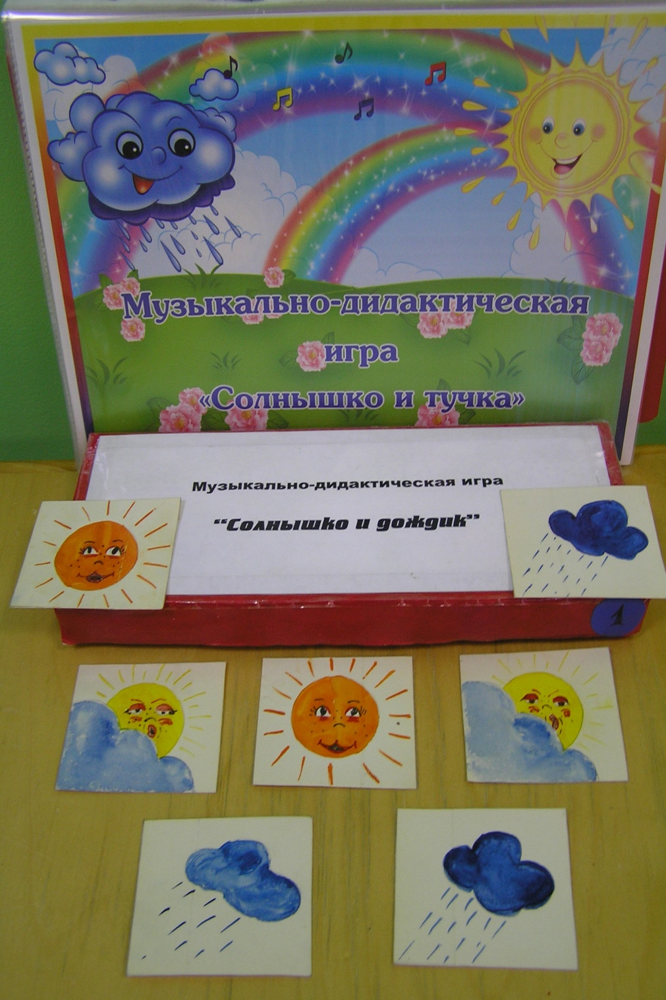 Музыкально-дидактическая
игра
«Солнышко и тучка»
Музыкально-дидактическая игра
“Солнышко и дождик”
1